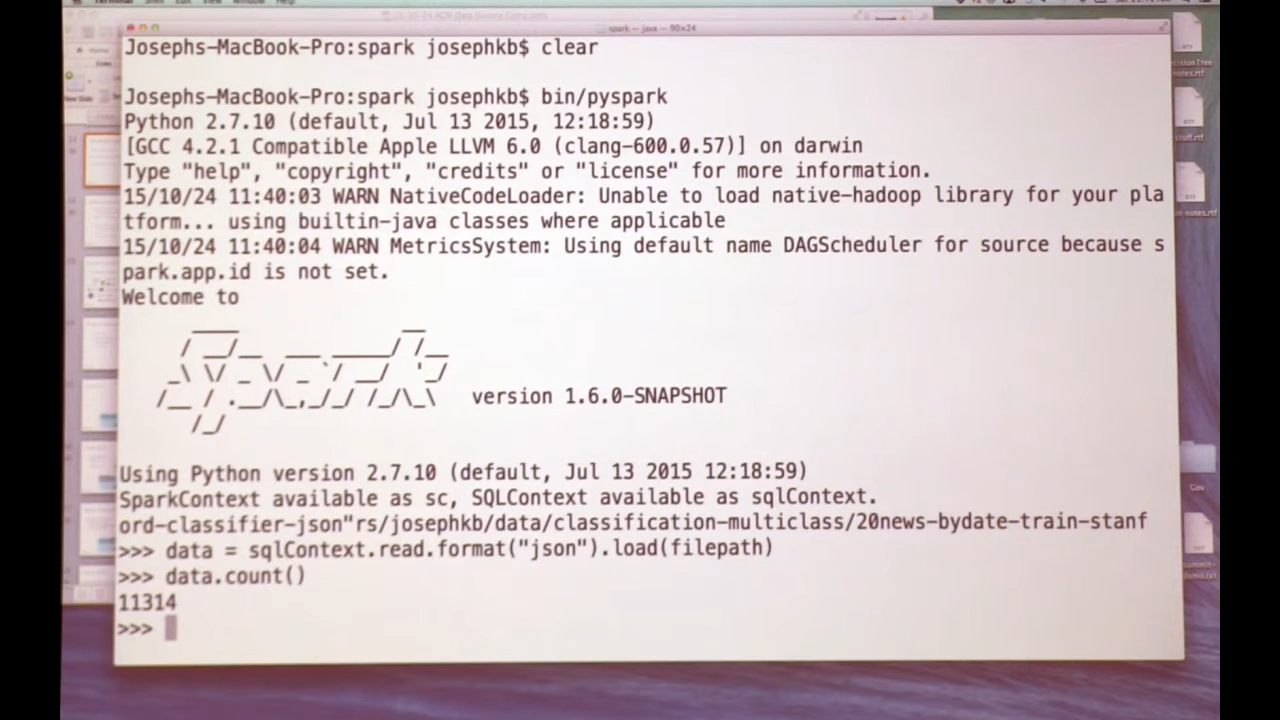 spark — java — 90×24
Josephs-MacBook-Pro:spark josephkb$ clear
Josephs-MacBook-Pro:spark josephkb$ bin/pyspark
Python 2.7.10 (default, Jul 13 2015, 12:18:59)
[GCC 4.2.1 Compatible Apple LLVM 6.0 (clang-600.0.57)] on darwin
Type "help", "copyright", "credits" or "license" for more information.
15/10/24 11:40:03 WARN NativeCodeLoader: Unable to load native-hadoop library for your pla
tform... using builtin-java classes where applicable
15/10/24 11:40:04 WARN MetricsSystem: Using default name DAGScheduler for source because s
park.app.id is not set.
Welcome to
Spark
version 1.6.0-SNAPSHOT
Using Python version 2.7.10 (default, Jul 13 2015 12:18:59)
SparkContext available as sc, SQLContext available as sqlContext.
ord-classifier-json"rs/josephkb/data/classification-multiclass/20news-bydate-train-stanf
>>> data = sqlContext.read.format("json").load(filepath)
>>> data.count()
11314
>>>